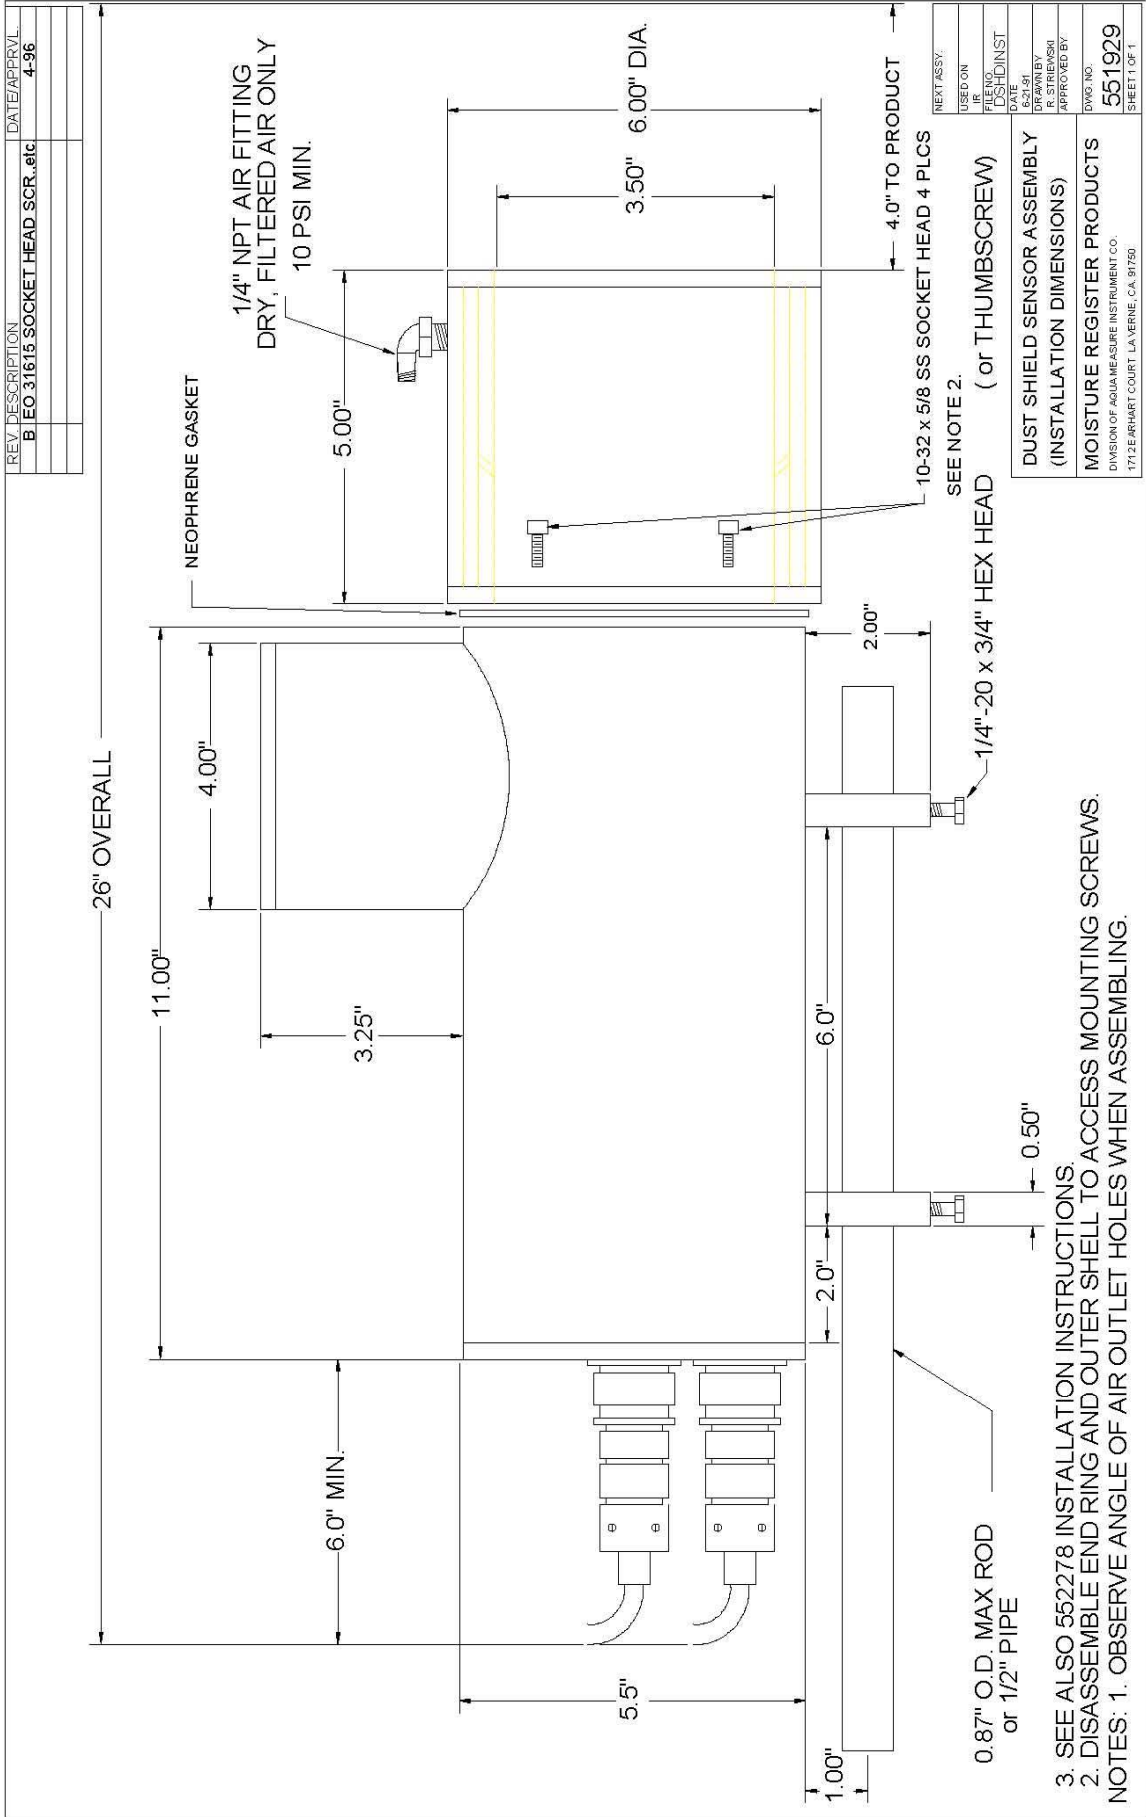 REV. DESCRIPTION DATE/APPRVL.
B EO 31615 SOCKET HEAD SCR.,etc. 4-96
26" OVERALL
11.00"
4.00"
3.25"
6.0" MIN.
5.5"
1.00"
NEOPHRENE GASKET
1/4" NPT AIR FITTING
DRY, FILTERED AIR ONLY
10 PSI MIN.
5.00"
3.50"
6.00" DIA.
4.0" TO PRODUCT
10-32 x 5/8 SS SOCKET HEAD 4 PLCS
SEE NOTE 2.
2.00"
1/4"-20 x 3/4" HEX HEAD ( or THUMBSCREW)
6.0"
2.0"
0.50"
0.87" O.D. MAX ROD
or 1/2" PIPE
3. SEE ALSO 552278 INSTALLATION INSTRUCTIONS.
2. DISASSEMBLE END RING AND OUTER SHELL TO ACCESS MOUNTING SCREWS.
NOTES: 1. OBSERVE ANGLE OF AIR OUTLET HOLES WHEN ASSEMBLING.
DUST SHIELD SENSOR ASSEMBLY
(INSTALLATION DIMENSIONS)
MOISTURE REGISTER PRODUCTS
DIVISION OF AQUA MEASURE INSTRUMENT CO.
1712 EARHART COURT LA VERNE, CA. 91750
NEXT ASSY.
USED ON
IR
FILE NO.
DSHDINST
DATE
6-21-91
DRAWN BY
R. STRIEWSKI
APPROVED BY
DWG. NO.
551929
SHEET 1 OF 1